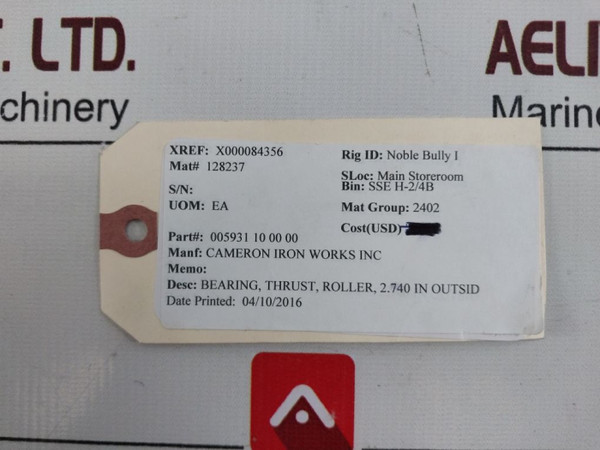 . LTD.
AELI
chinery
Marin
XREF: X000084356
Mat# 128237
S/N:
UOM: EA
Rig ID: Noble Bully I
SLoc: Main Storeroom
Bin: SSE H-2/4B
Mat Group: 2402
Cost(USD)
Part#: 005931 10 00 00
Manf: CAMERON IRON WORKS INC
Memo:
Desc: BEARING, THRUST, ROLLER, 2.740 IN OUTSID
Date Printed: 04/10/2016